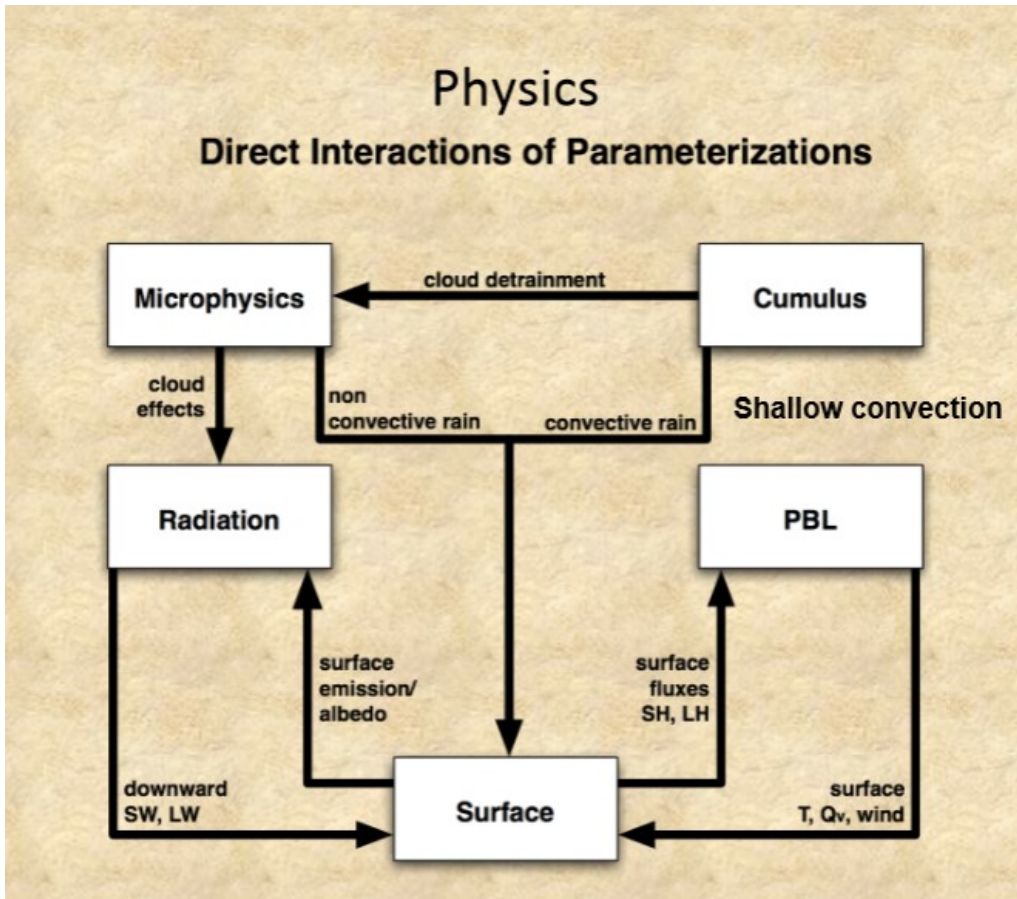 Physics
Direct Interactions of Parameterizations
Microphysics
cloud detrainment
Cumulus
cloud
effects
non
convective rain
convective rain
Shallow convection
Radiation
PBL
surface
emission/
albedo
surface
fluxes
SH, LH
downward
SW, LW
Surface
surface
T, Qv, wind